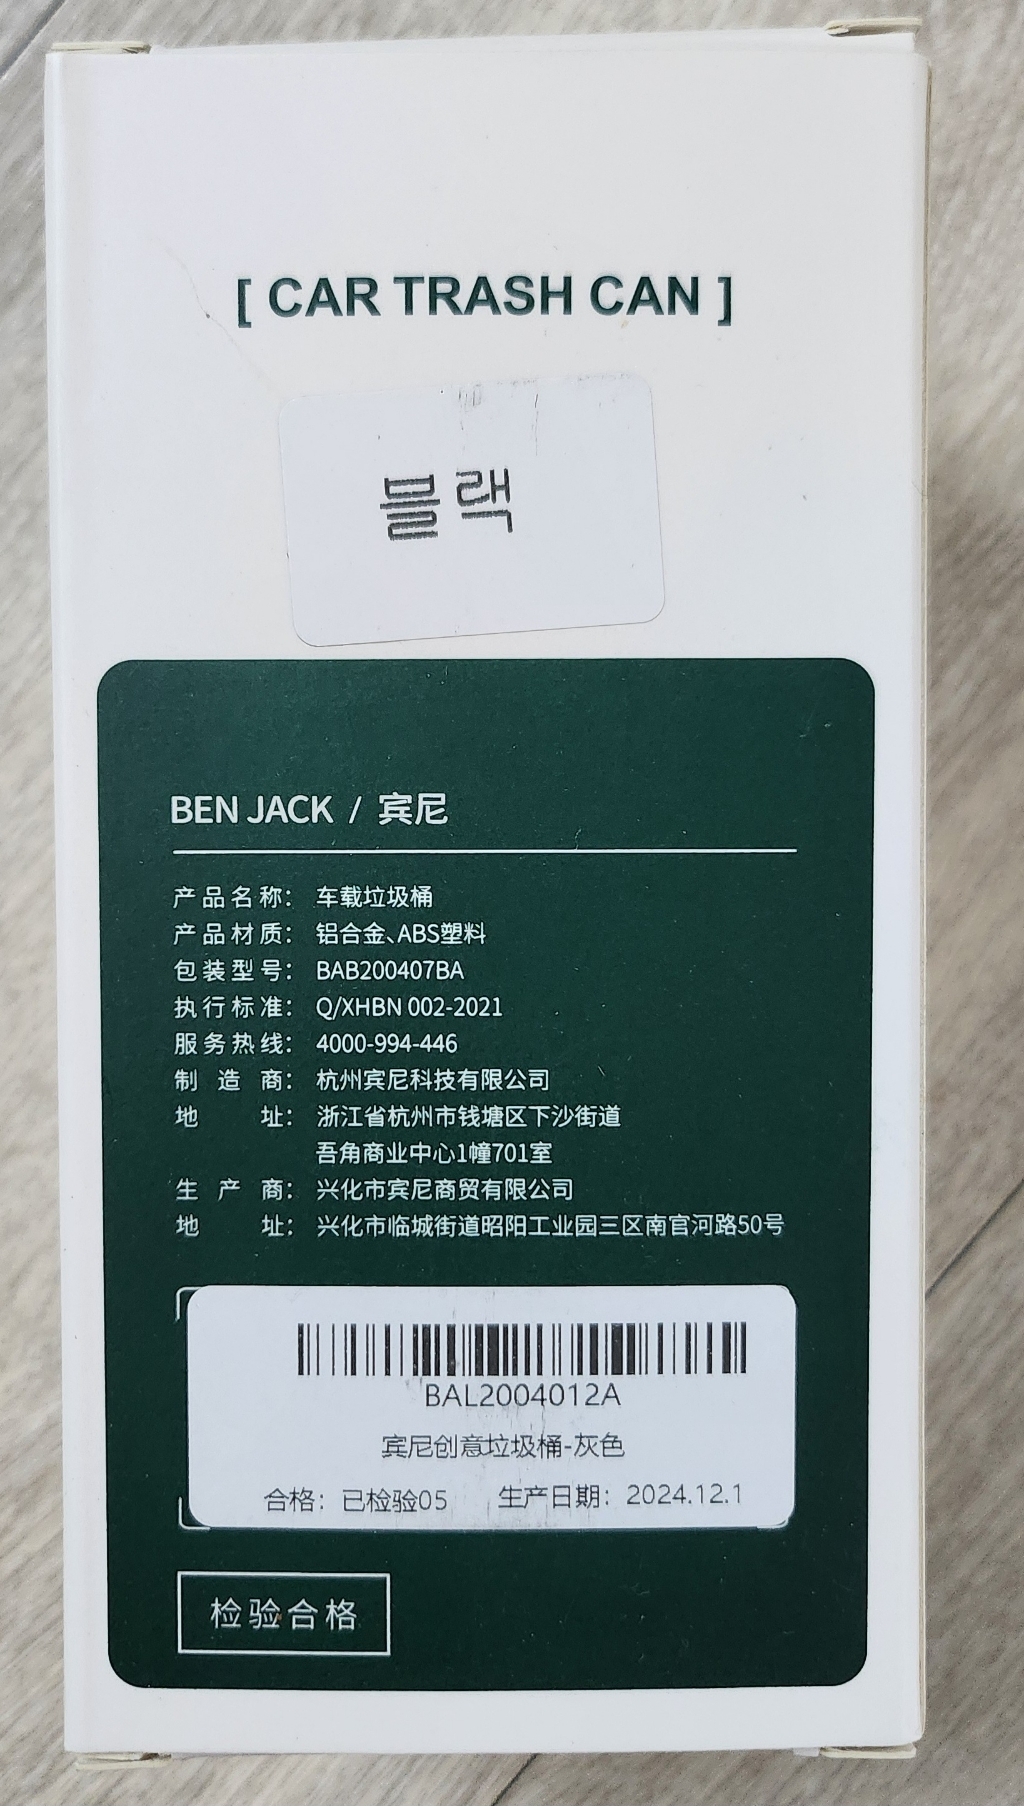 [ CAR TRASH CAN ]
블랙
BEN JACK / 宾尼
产品名称： 车载垃圾桶
产品材质： 铝合金、ABS塑料
包装型号： BAB200407BA
执行标准： Q/XHBN 002-2021
服务热线： 4000-994-446
制造商： 杭州宾尼科技有限公司
地址： 浙江省杭州市钱塘区下沙街道
吾角商业中心1幢701室
生产商： 兴化市宾尼商贸有限公司
地址： 兴化市临城街道昭阳工业园三区南官河路50号
BAL2004012A
宾尼创意垃圾桶-灰色
合格：已检验05 生产日期：2024.12.1
检验合格